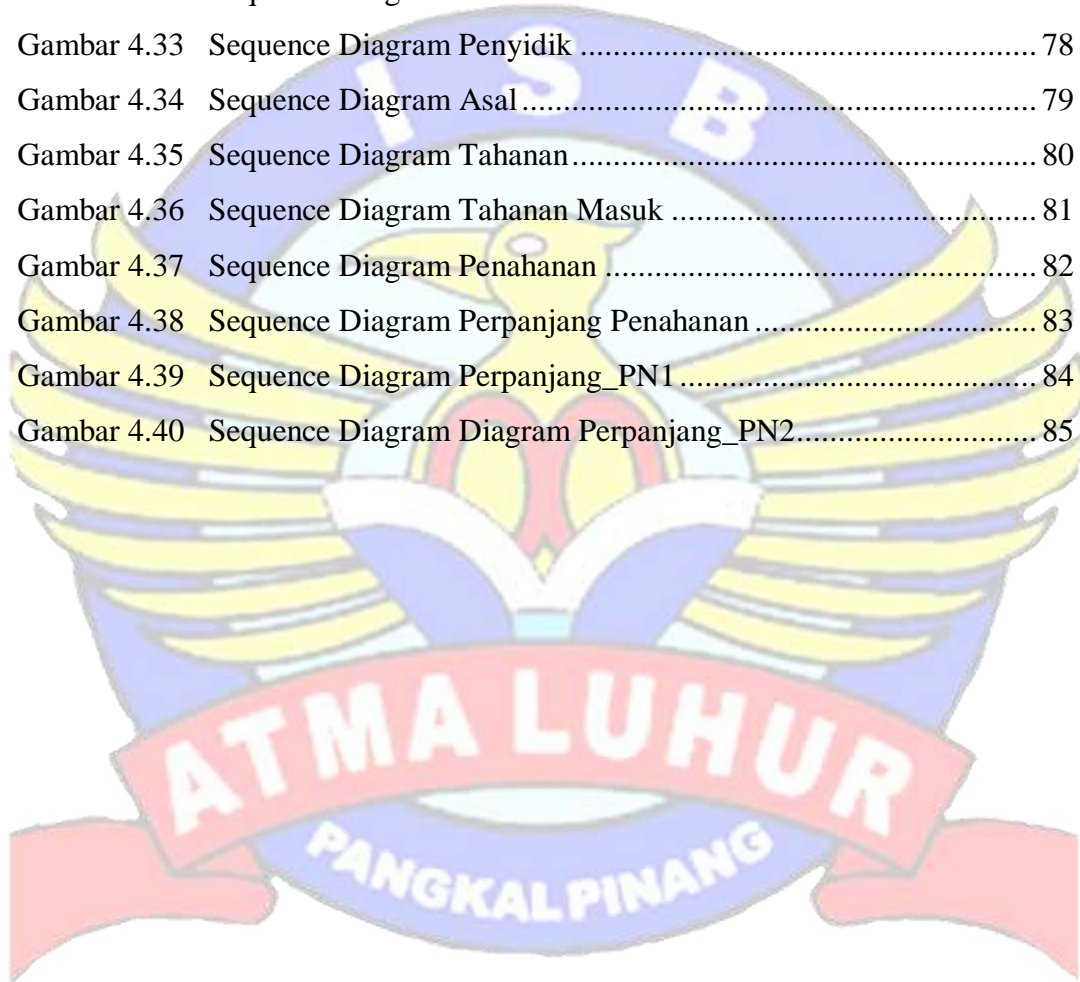 Gambar 4.33 Sequence Diagram Penyidik ................................................ 78
Gambar 4.34 Sequence Diagram Asal ...................................................... 79
Gambar 4.35 Sequence Diagram Tahanan ................................................. 80
Gambar 4.36 Sequence Diagram Tahanan Masuk ...................................... 81
Gambar 4.37 Sequence Diagram Penahanan ............................................. 82
Gambar 4.38 Sequence Diagram Perpanjang Penahanan ............................. 83
Gambar 4.39 Sequence Diagram Perpanjang_PN1 ..................................... 84
Gambar 4.40 Sequence Diagram Diagram Perpanjang_PN2......................... 85
I S B
ATMA LUHUR
PANGKALPINANG